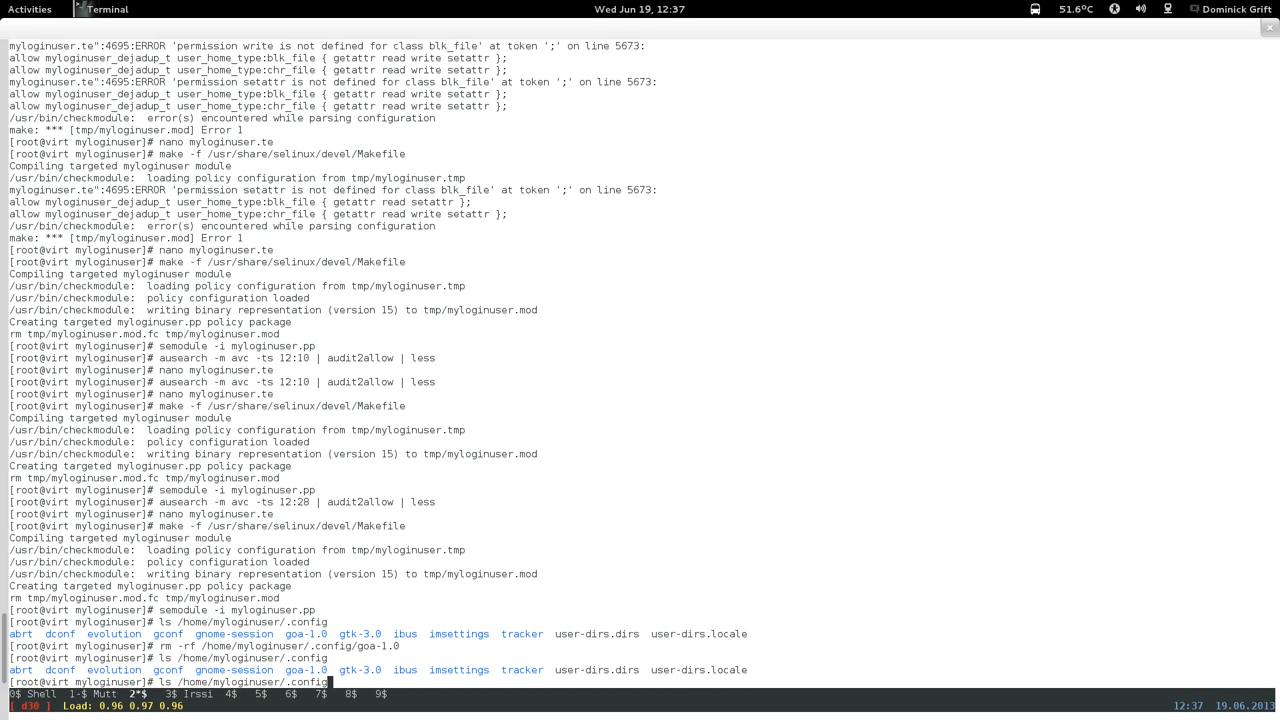 Activities Terminal Wed Jun 19, 12:37 51.6°C Dominick Grift
myloginuser.te":4695:ERROR 'permission write is not defined for class blk_file' at token ';' on line 5673:
allow myloginuser_dejadup_t user_home_type:blk_file { getattr read write setattr };
allow myloginuser_dejadup_t user_home_type:chr_file { getattr read write setattr };
myloginuser.te":4695:ERROR 'permission setattr is not defined for class blk_file' at token ';' on line 5673:
allow myloginuser_dejadup_t user_home_type:blk_file { getattr read write setattr };
allow myloginuser_dejadup_t user_home_type:chr_file { getattr read write setattr };
/usr/bin/checkmodule:  error(s) encountered while parsing configuration
make: *** [tmp/myloginuser.mod] Error 1
[root@virt myloginuser]# nano myloginuser.te
[root@virt myloginuser]# make -f /usr/share/selinux/devel/Makefile
Compiling targeted myloginuser module
/usr/bin/checkmodule:  loading policy configuration from tmp/myloginuser.tmp
myloginuser.te":4695:ERROR 'permission setattr is not defined for class blk_file' at token ';' on line 5673:
allow myloginuser_dejadup_t user_home_type:blk_file { getattr read setattr };
allow myloginuser_dejadup_t user_home_type:chr_file { getattr read write setattr };
/usr/bin/checkmodule:  error(s) encountered while parsing configuration
make: *** [tmp/myloginuser.mod] Error 1
[root@virt myloginuser]# nano myloginuser.te
[root@virt myloginuser]# make -f /usr/share/selinux/devel/Makefile
Compiling targeted myloginuser module
/usr/bin/checkmodule:  loading policy configuration from tmp/myloginuser.tmp
/usr/bin/checkmodule:  policy configuration loaded
/usr/bin/checkmodule:  writing binary representation (version 15) to tmp/myloginuser.mod
Creating targeted myloginuser.pp policy package
rm tmp/myloginuser.mod.fc tmp/myloginuser.mod
[root@virt myloginuser]# semodule -i myloginuser.pp
[root@virt myloginuser]# ausearch -m avc -ts 12:10 | audit2allow | less
[root@virt myloginuser]# nano myloginuser.te
[root@virt myloginuser]# ausearch -m avc -ts 12:10 | audit2allow | less
[root@virt myloginuser]# nano myloginuser.te
[root@virt myloginuser]# make -f /usr/share/selinux/devel/Makefile
Compiling targeted myloginuser module
/usr/bin/checkmodule:  loading policy configuration from tmp/myloginuser.tmp
/usr/bin/checkmodule:  policy configuration loaded
/usr/bin/checkmodule:  writing binary representation (version 15) to tmp/myloginuser.mod
Creating targeted myloginuser.pp policy package
rm tmp/myloginuser.mod.fc tmp/myloginuser.mod
[root@virt myloginuser]# semodule -i myloginuser.pp
[root@virt myloginuser]# ausearch -m avc -ts 12:28 | audit2allow | less
[root@virt myloginuser]# nano myloginuser.te
[root@virt myloginuser]# make -f /usr/share/selinux/devel/Makefile
Compiling targeted myloginuser module
/usr/bin/checkmodule:  loading policy configuration from tmp/myloginuser.tmp
/usr/bin/checkmodule:  policy configuration loaded
/usr/bin/checkmodule:  writing binary representation (version 15) to tmp/myloginuser.mod
Creating targeted myloginuser.pp policy package
rm tmp/myloginuser.mod.fc tmp/myloginuser.mod
[root@virt myloginuser]# semodule -i myloginuser.pp
[root@virt myloginuser]# ls /home/myloginuser/.config
abrt  dconf  evolution  gconf  gnome-session  goa-1.0  gtk-3.0  ibus  imsettings  tracker  user-dirs.dirs  user-dirs.locale
[root@virt myloginuser]# rm -rf /home/myloginuser/.config/goa-1.0
[root@virt myloginuser]# ls /home/myloginuser/.config
abrt  dconf  evolution  gconf  gnome-session  goa-1.0  gtk-3.0  ibus  imsettings  tracker  user-dirs.dirs  user-dirs.locale
[root@virt myloginuser]# ls /home/myloginuser/.config
0$ Shell  1-$ Mutt  2*$  3$ Irssi  4$  5$  6$  7$  8$  9$
[ d30 ]  Load: 0.96 0.97 0.96 12:37 19.06.2013